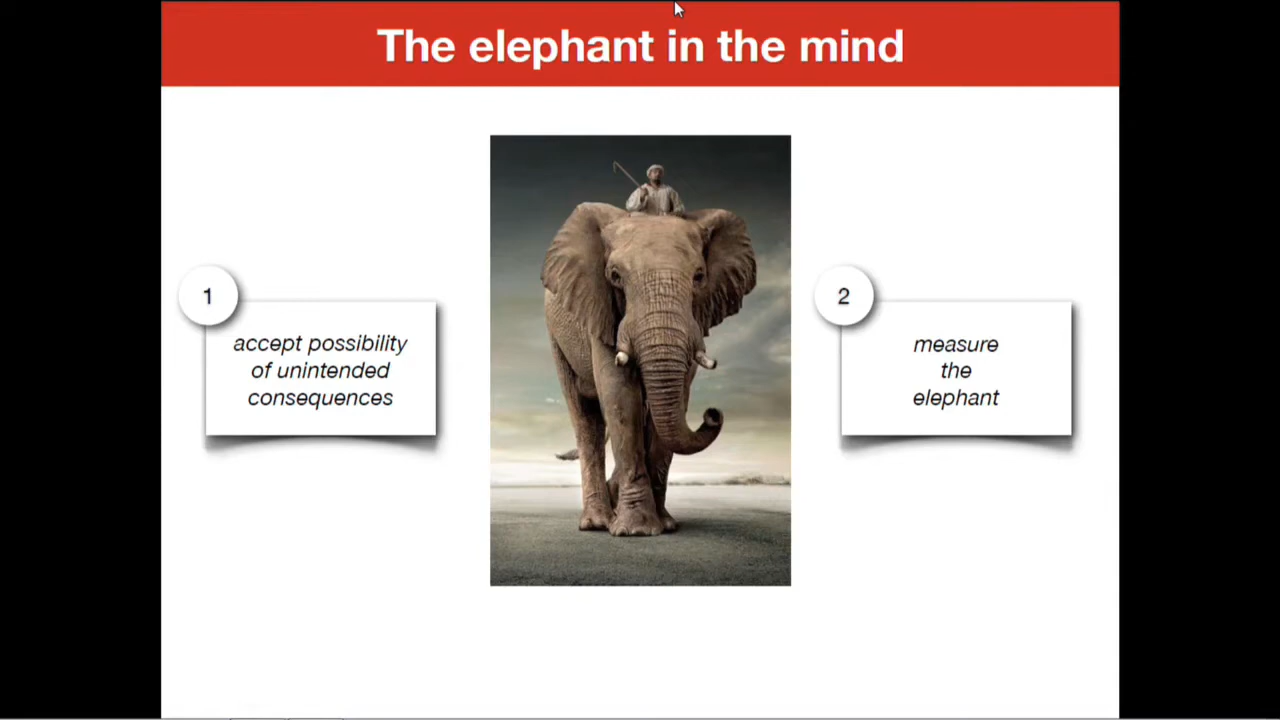 The elephant in the mind
1
accept possibility
of unintended
consequences
2
measure
the
elephant